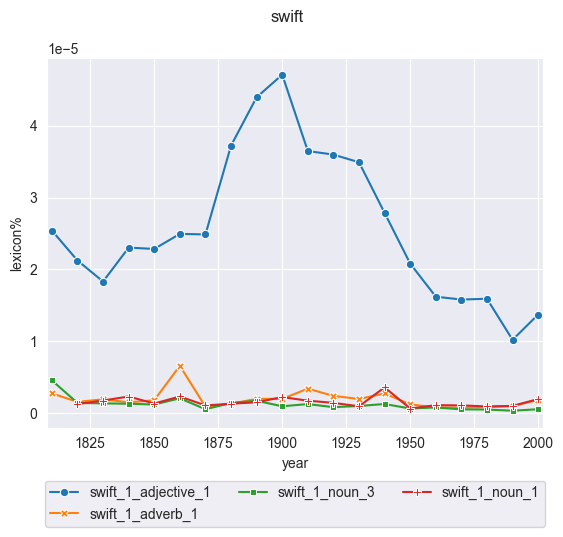 swift
1e−5
4
3
2
1
0
lexicon%
1825 1850 1875 1900 1925 1950 1975 2000
year
swift_1_adjective_1 swift_1_noun_3 swift_1_noun_1
swift_1_adverb_1